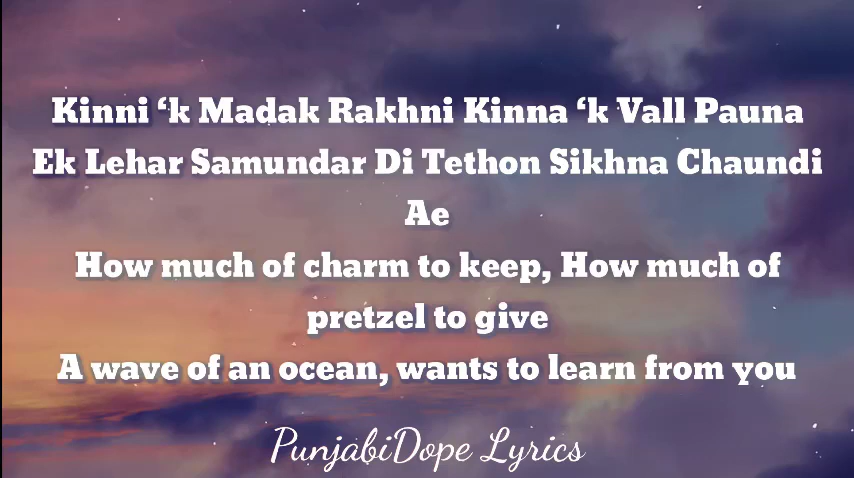 Kinni ‘k Madak Rakhni Kinna ‘k Vall Pauna
Ek Lehar Samundar Di Tethon Sikhna Chaundi
Ae
How much of charm to keep, How much of
pretzel to give
A wave of an ocean, wants to learn from you
PunjabiDope Lyrics